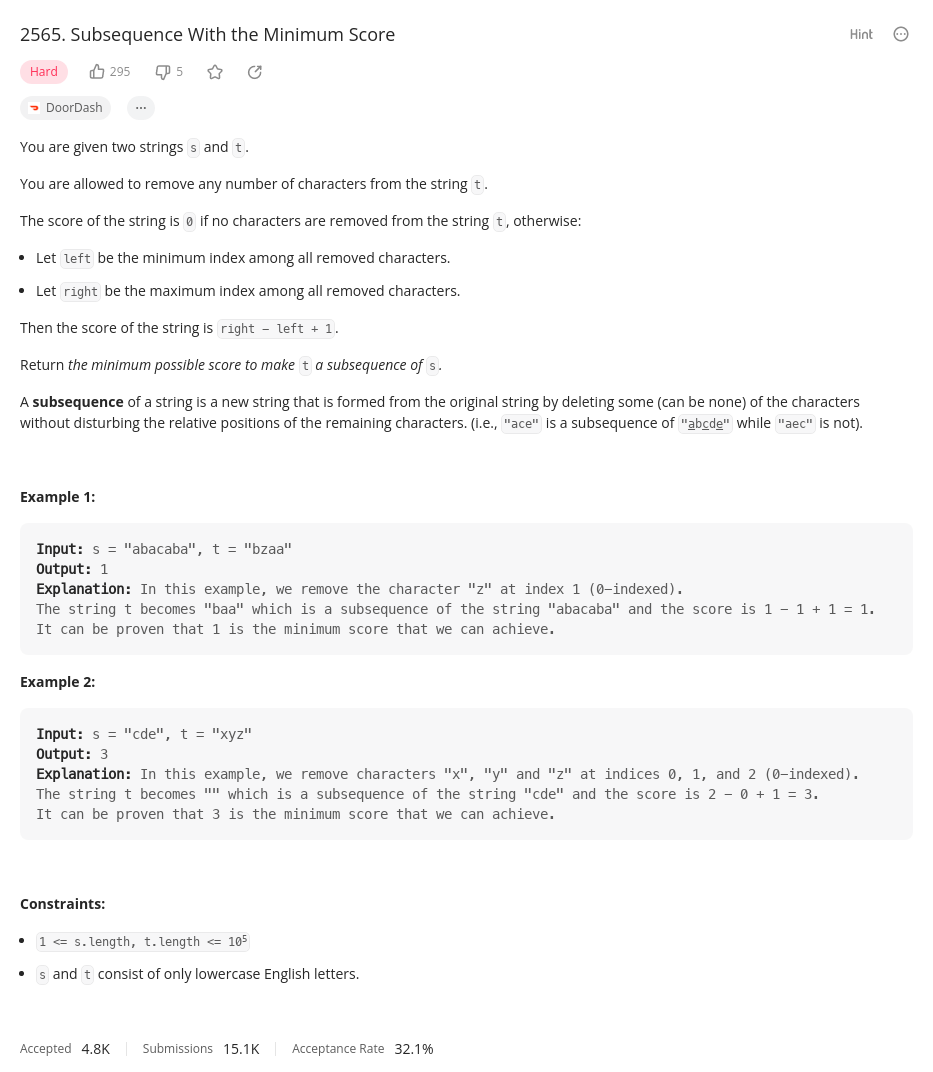 2565. Subsequence With the Minimum Score
Hint
Hard 295 5
DoorDash ...
You are given two strings s and t.
You are allowed to remove any number of characters from the string t.
The score of the string is 0 if no characters are removed from the string t, otherwise:
• Let left be the minimum index among all removed characters.
• Let right be the maximum index among all removed characters.
Then the score of the string is right - left + 1.
Return the minimum possible score to make t a subsequence of s.
A subsequence of a string is a new string that is formed from the original string by deleting some (can be none) of the characters
without disturbing the relative positions of the remaining characters. (i.e., "ace" is a subsequence of "abcde" while "aec" is not).
Example 1:
Input: s = "abacaba", t = "bzaa"
Output: 1
Explanation: In this example, we remove the character "z" at index 1 (0-indexed).
The string t becomes "baa" which is a subsequence of the string "abacaba" and the score is 1 - 1 + 1 = 1.
It can be proven that 1 is the minimum score that we can achieve.
Example 2:
Input: s = "cde", t = "xyz"
Output: 3
Explanation: In this example, we remove characters "x", "y" and "z" at indices 0, 1, and 2 (0-indexed).
The string t becomes "" which is a subsequence of the string "cde" and the score is 2 - 0 + 1 = 3.
It can be proven that 3 is the minimum score that we can achieve.
Constraints:
• 1 <= s.length, t.length <= 10⁵
• s and t consist of only lowercase English letters.
Accepted 4.8K Submissions 15.1K Acceptance Rate 32.1%